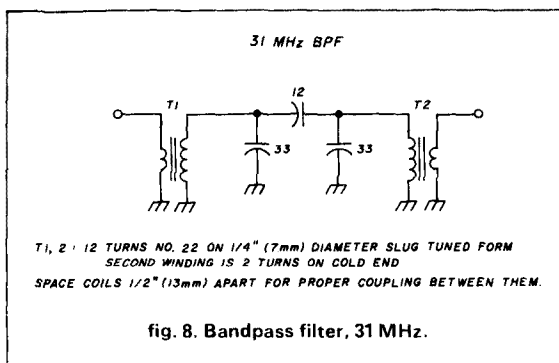 31 MHz BPF
12
T1
T2
33
33
T1, 2 : 12 TURNS NO. 22 ON 1/4" (7mm) DIAMETER SLUG TUNED FORM
SECOND WINDING IS 2 TURNS ON COLD END
SPACE COILS 1/2" (13mm) APART FOR PROPER COUPLING BETWEEN THEM.
fig. 8. Bandpass filter, 31 MHz.